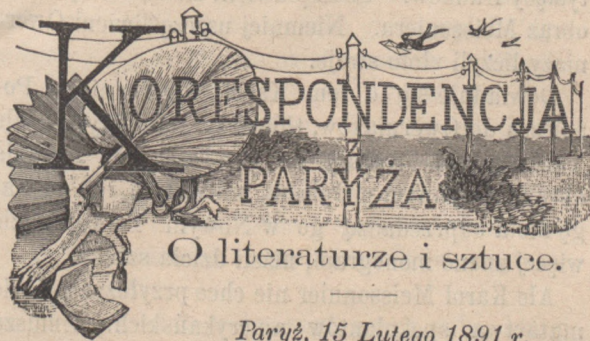 KORESPONDENCJA
Z
PARYŻA
O literaturze i sztuce.
Paryż, 15 Lutego 1891 r